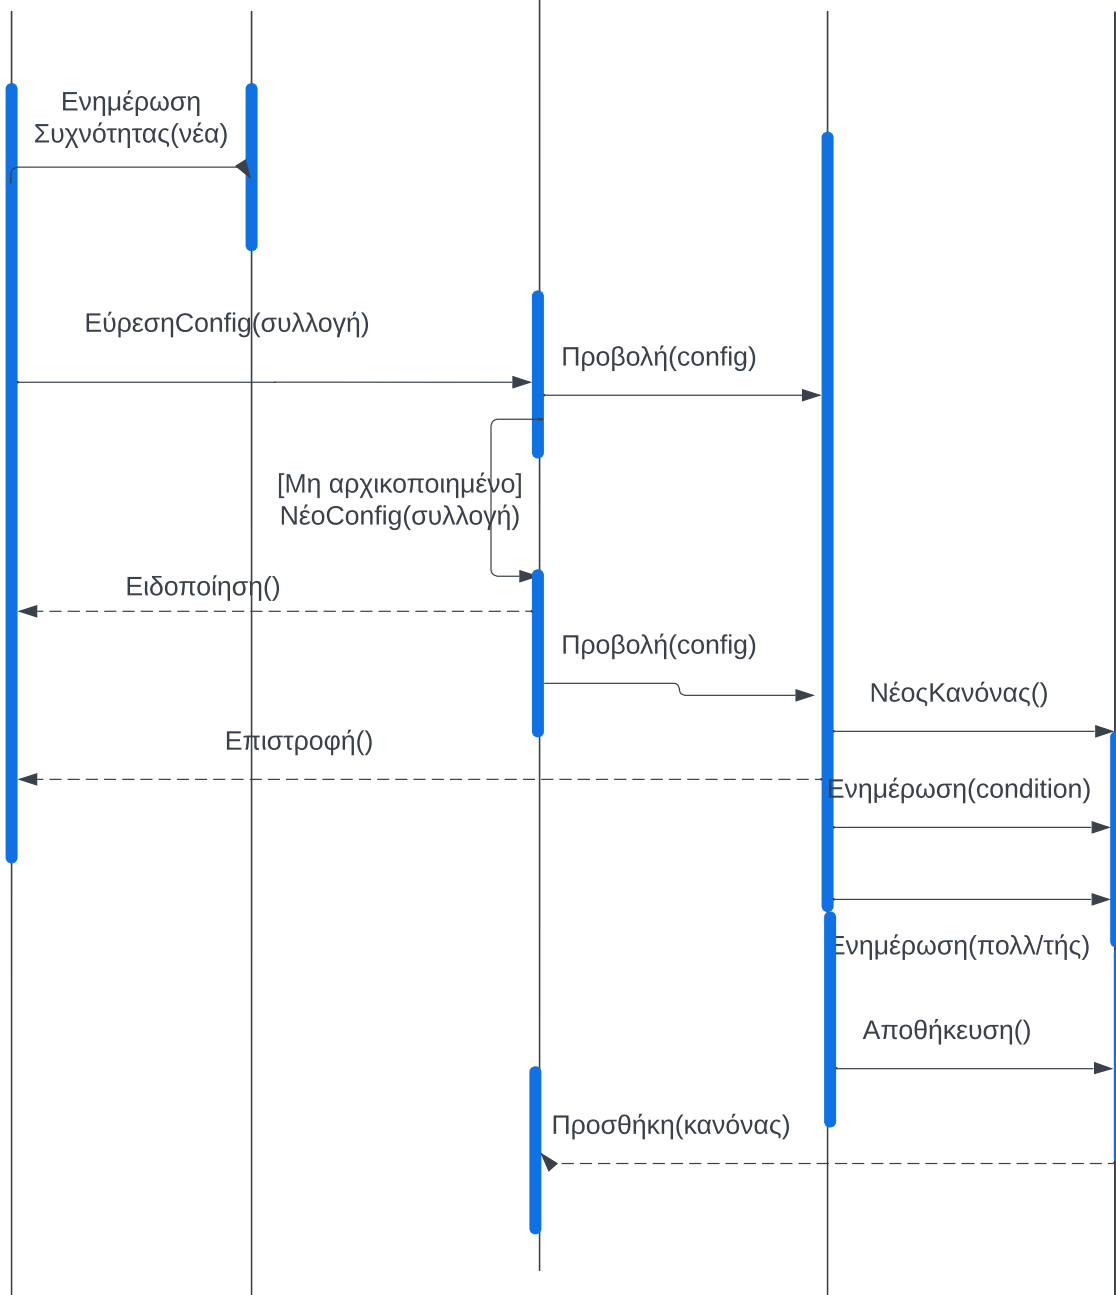 Ενημέρωση
Συχνότητας(νέα)
ΕύρεσηConfig(συλλογή)
Προβολή(config)
[Μη αρχικοποιημένο]
ΝέοConfig(συλλογή)
Ειδοποίηση()
Προβολή(config)
ΝέοςΚανόνας()
Επιστροφή()
Ενημέρωση(condition)
Ενημέρωση(πολλ/τής)
Αποθήκευση()
Προσθήκη(κανόνας)